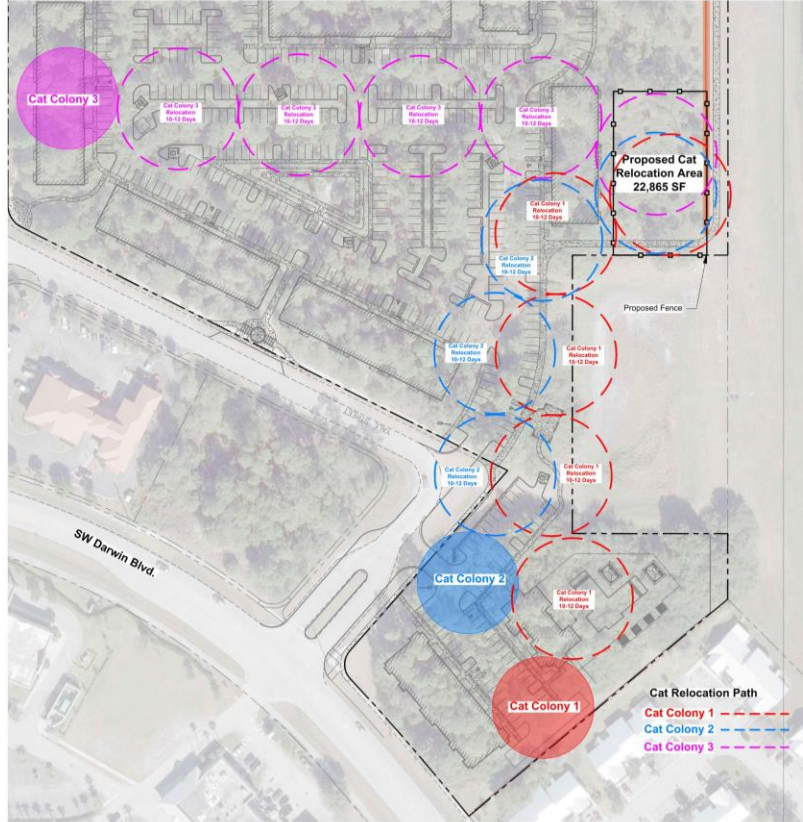 Cat Colony 3
Cat Colony 3
Relocation
10-12 Days
Cat Colony 3
Relocation
10-12 Days
Cat Colony 3
Relocation
10-12 Days
Cat Colony 3
Relocation
10-12 Days
Proposed Cat
Relocation Area
22,865 SF
Cat Colony 1
Relocation
10-12 Days
Cat Colony 2
Relocation
10-12 Days
Proposed Fence
Cat Colony 2
Relocation
10-12 Days
Cat Colony 1
Relocation
10-12 Days
YALE STREET
Cat Colony 2
Relocation
10-12 Days
Cat Colony 1
Relocation
10-12 Days
SW Darwin Blvd.
Cat Colony 2
Cat Colony 1
Relocation
10-12 Days
Cat Colony 1
Cat Relocation Path
Cat Colony 1
Cat Colony 2
Cat Colony 3